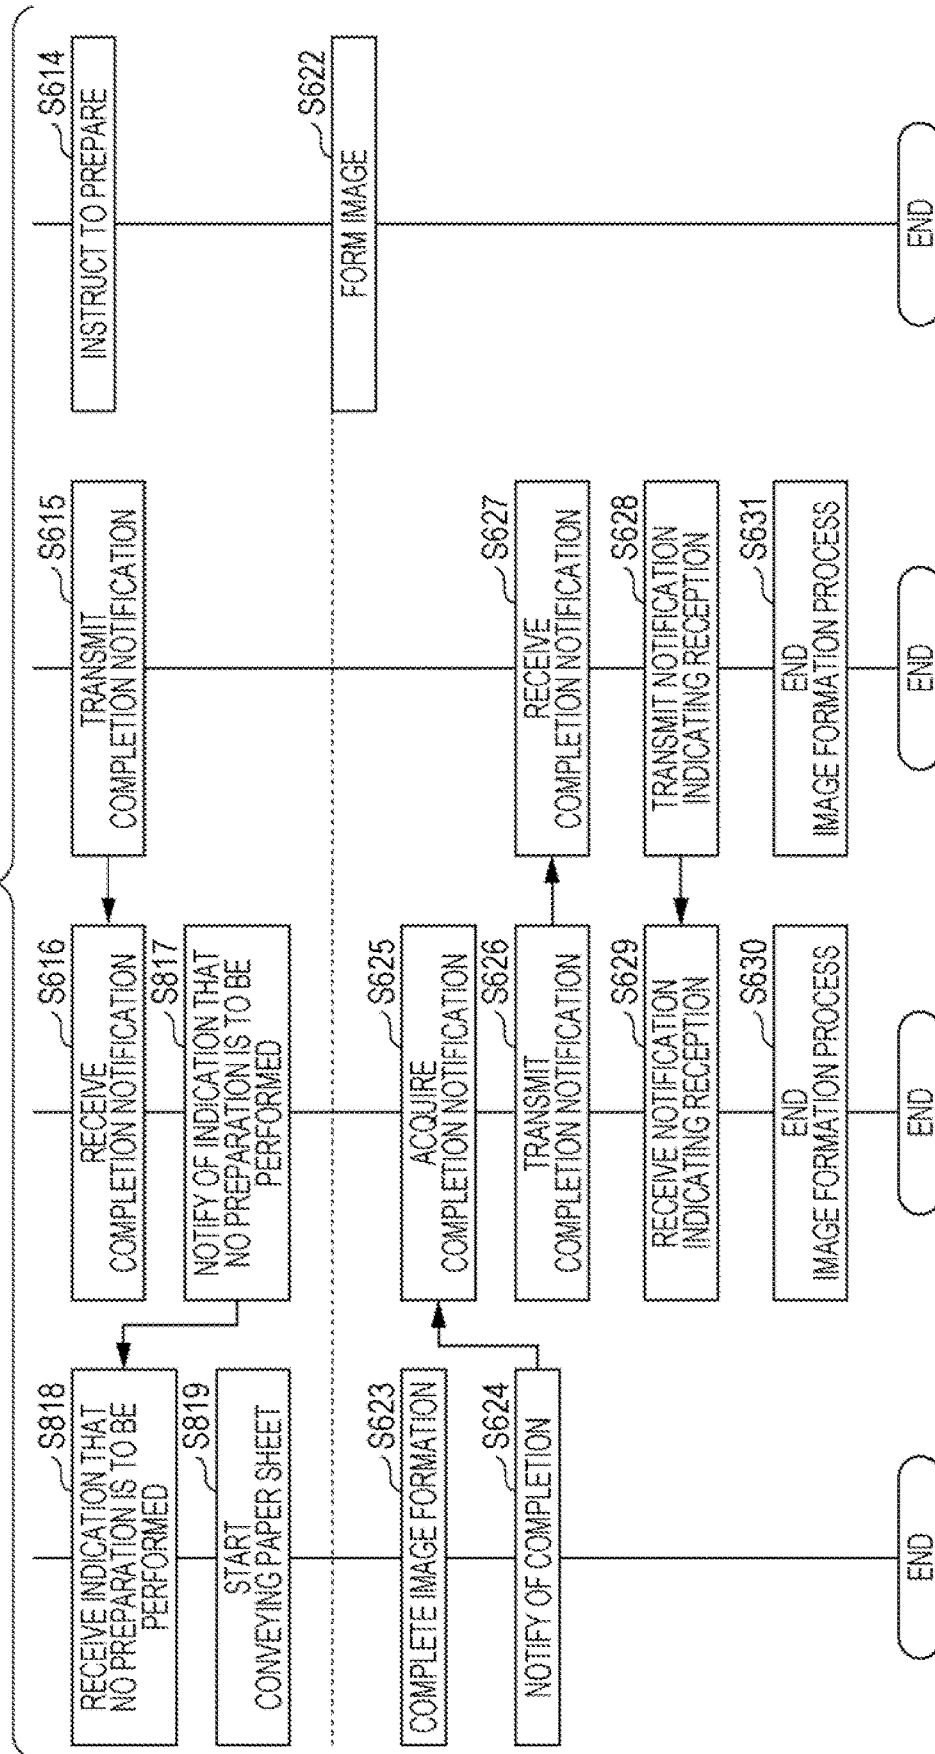 S818
RECEIVE INDICATION THAT
NO PREPARATION IS TO BE
PERFORMED
S819
START
CONVEYING PAPER SHEET
S623
COMPLETE IMAGE FORMATION
S624
NOTIFY OF COMPLETION
END
S616
RECEIVE
COMPLETION NOTIFICATION
S817
NOTIFY OF INDICATION THAT
NO PREPARATION IS TO BE
PERFORMED
S625
ACQUIRE
COMPLETION NOTIFICATION
S626
TRANSMIT
COMPLETION NOTIFICATION
S629
RECEIVE NOTIFICATION
INDICATING RECEPTION
S630
END
IMAGE FORMATION PROCESS
END
S615
TRANSMIT
COMPLETION NOTIFICATION
S627
RECEIVE
COMPLETION NOTIFICATION
S628
TRANSMIT NOTIFICATION
INDICATING RECEPTION
S631
END
IMAGE FORMATION PROCESS
END
S614
INSTRUCT TO PREPARE
S622
FORM IMAGE
END